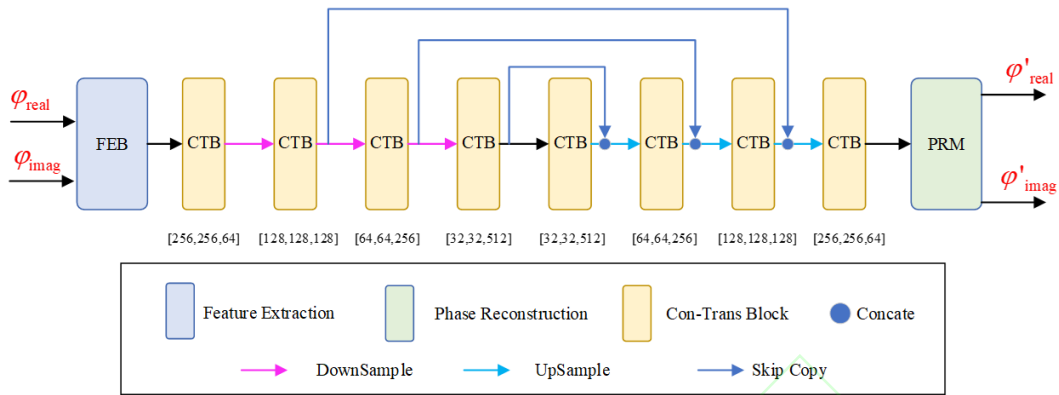 φreal
φimag
FEB
CTB
CTB
CTB
CTB
CTB
CTB
CTB
CTB
PRM
φ'real
φ'imag
[256,256,64]
[128,128,128]
[64,64,256]
[32,32,512]
[32,32,512]
[64,64,256]
[128,128,128]
[256,256,64]
Feature Extraction
Phase Reconstruction
Con-Trans Block
Concate
DownSample
UpSample
Skip Copy